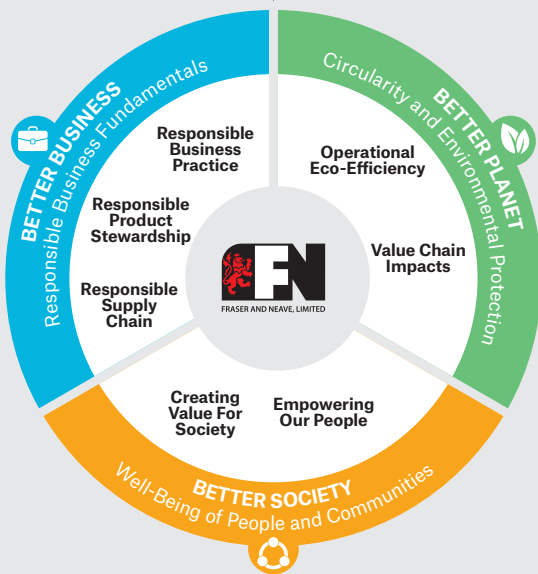 BETTER BUSINESS
Responsible Business Fundamentals
Responsible
Business
Practice
Responsible
Product
Stewardship
Responsible
Supply
Chain
BETTER PLANET
Circularity and Environmental Protection
Operational
Eco-Efficiency
Value Chain
Impacts
FN
FRASER AND NEAVE, LIMITED
Creating
Value For
Society
Empowering
Our People
BETTER SOCIETY
Well-Being of People and Communities